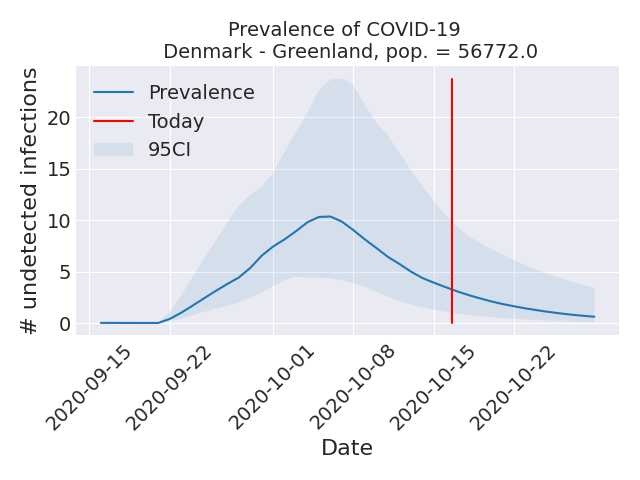 Prevalence of COVID-19
Denmark - Greenland, pop. = 56772.0
# undetected infections
20
15
10
5
0
Prevalence
Today
95CI
2020-09-15
2020-09-22
2020-10-01
2020-10-08
2020-10-15
2020-10-22
Date